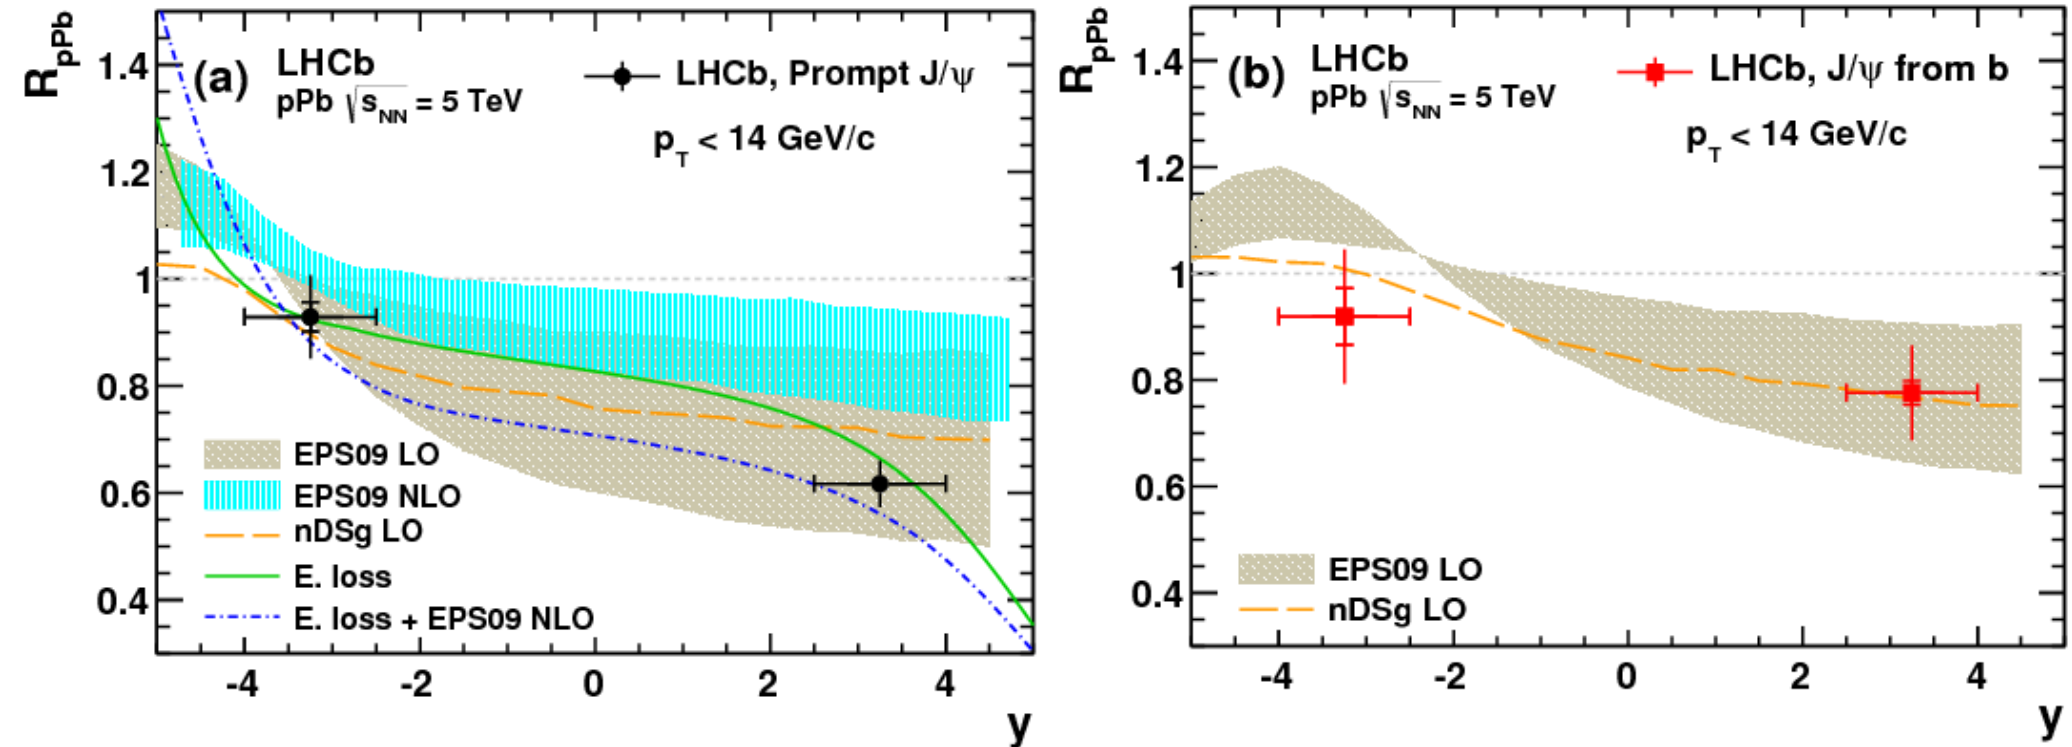 R_pPb
1.4
1.2
1
0.8
0.6
0.4
(a)
LHCb
pPb √s_NN = 5 TeV
LHCb, Prompt J/ψ
p_T < 14 GeV/c
EPS09 LO
EPS09 NLO
nDSg LO
E. loss
E. loss + EPS09 NLO
-4 -2 0 2 4
y
R_pPb
1.4
1.2
1
0.8
0.6
0.4
(b)
LHCb
pPb √s_NN = 5 TeV
LHCb, J/ψ from b
p_T < 14 GeV/c
EPS09 LO
nDSg LO
-4 -2 0 2 4
y